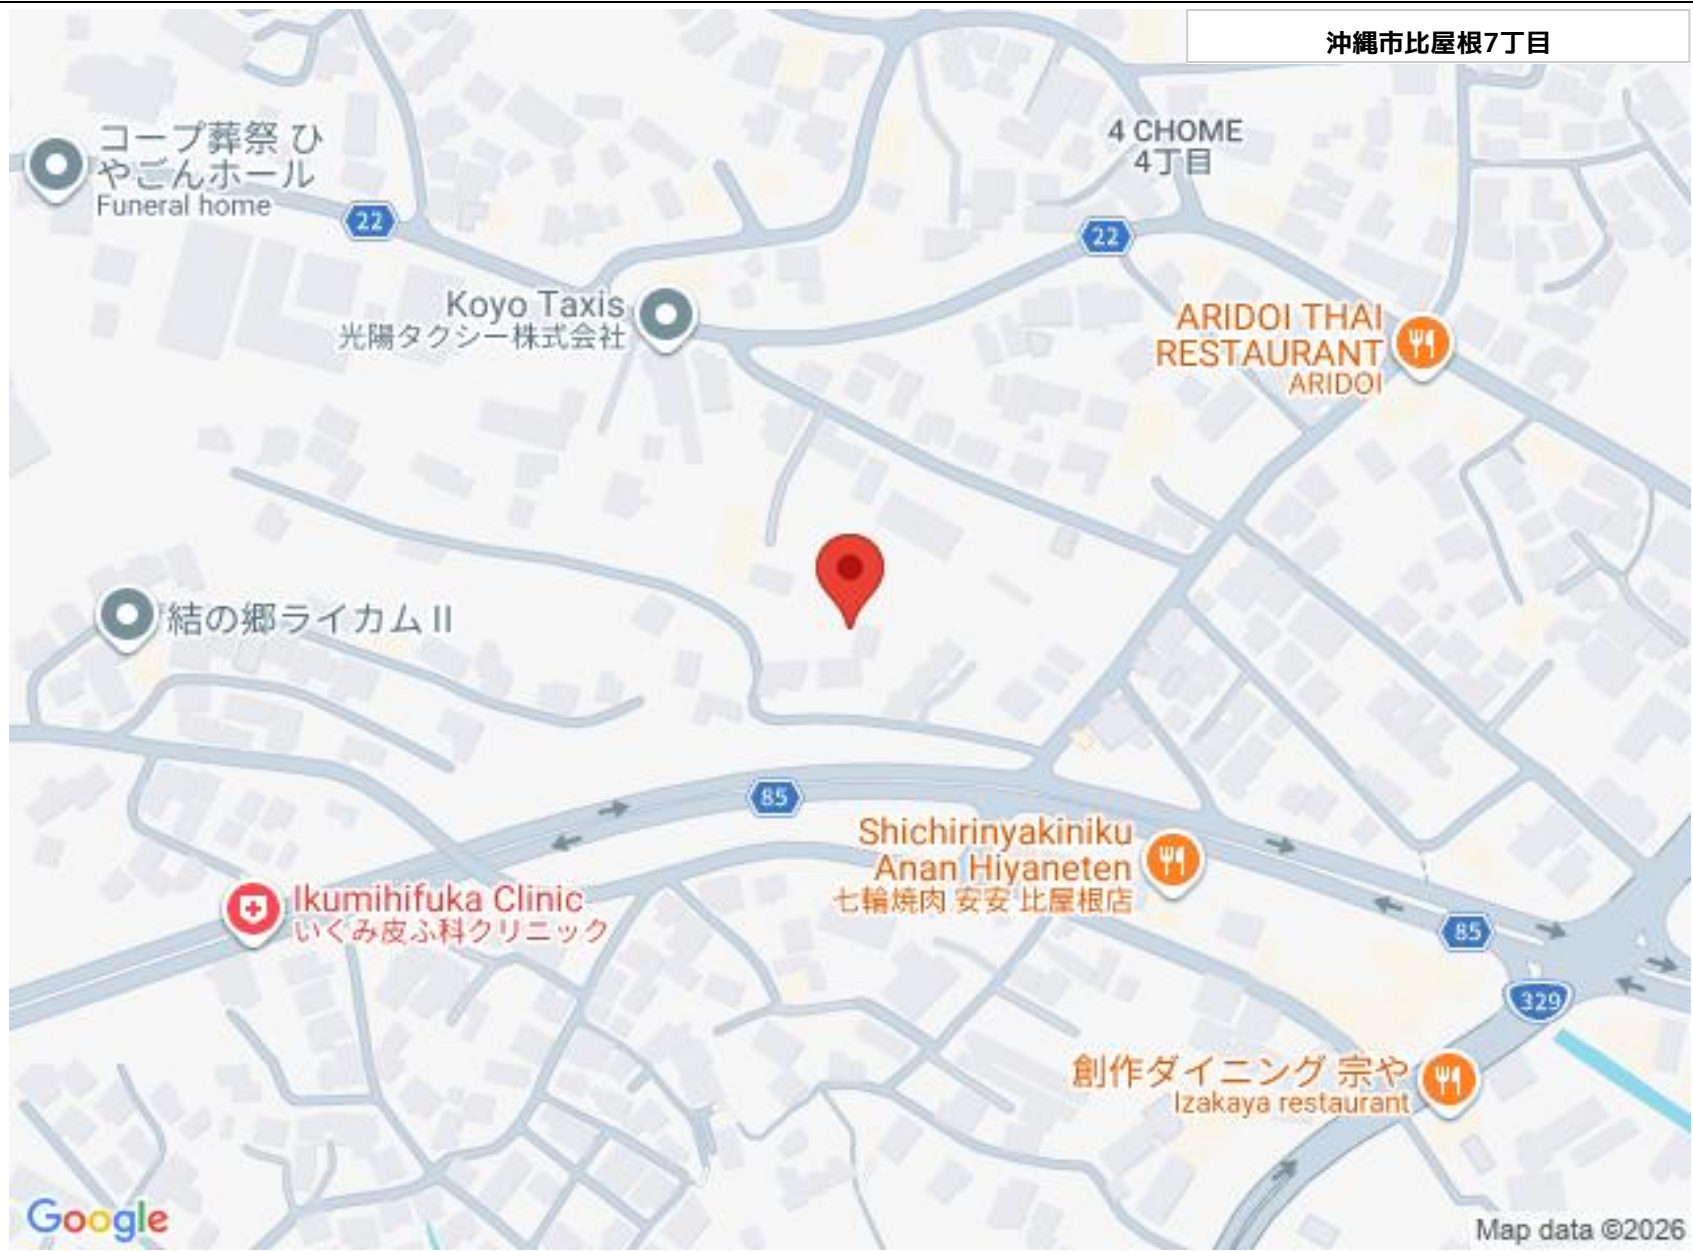 沖縄市比屋根7丁目
4 CHOME
4丁目
コープ葬祭 ひ
やごんホール
Funeral home
22
22
Koyo Taxis
光陽タクシー株式会社
ARIDOI THAI
RESTAURANT
ARIDOI
結の郷ライカム II
85
Shichirinyakiniku
Anan Hiyaneten
七輪焼肉 安安 比屋根店
Ikumihifuka Clinic
いくみ皮ふ科クリニック
85
329
創作ダイニング 宗や
Izakaya restaurant
Google
Map data ©2026